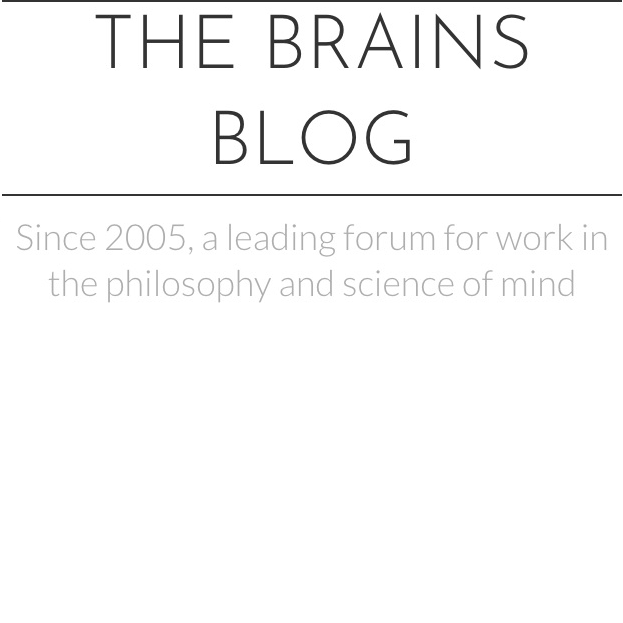 THE BRAINS
BLOG
Since 2005, a leading forum for work in
the philosophy and science of mind